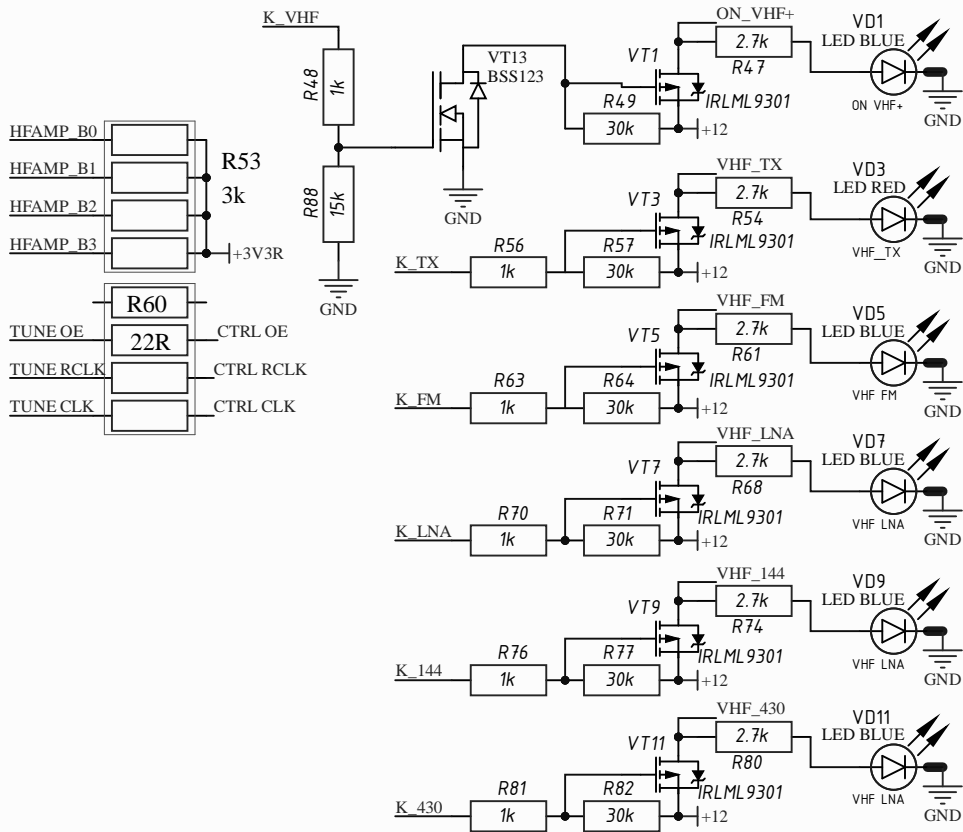 K_VHF
R48
1k
VT13
BSS123
R88
15k
GND
GND
ON_VHF+
VT1
2.7k
R47
R49
30k
IRLML9301
+12
VD1
LED BLUE
ON VHF+
GND
HFAMP_B0
HFAMP_B1
HFAMP_B2
HFAMP_B3
R53
3k
+3V3R
R60
TUNE OE
22R
CTRL OE
TUNE RCLK
CTRL RCLK
TUNE CLK
CTRL CLK
VHF_TX
VT3
2.7k
R54
R56
R57
IRLML9301
K_TX
1k
30k
+12
VD3
LED RED
VHF_TX
GND
VHF_FM
VT5
2.7k
R61
R63
R64
IRLML9301
K_FM
1k
30k
+12
VD5
LED BLUE
VHF FM
GND
VHF_LNA
VT7
2.7k
R68
R70
R71
IRLML9301
K_LNA
1k
30k
+12
VD7
LED BLUE
VHF LNA
GND
VHF_144
VT9
2.7k
R74
R76
R77
IRLML9301
K_144
1k
30k
+12
VD9
LED BLUE
VHF LNA
GND
VHF_430
VT11
2.7k
R80
R81
R82
IRLML9301
K_430
1k
30k
+12
VD11
LED BLUE
VHF LNA
GND